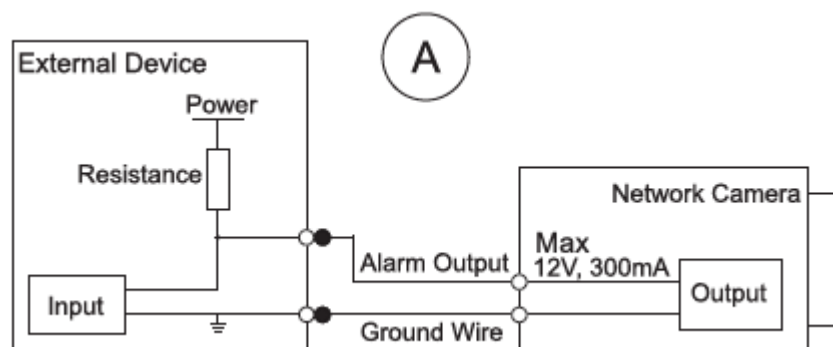 A
External Device
Power
Resistance
Network Camera
Alarm Output
Max
12V, 300mA
Input
Output
Ground Wire